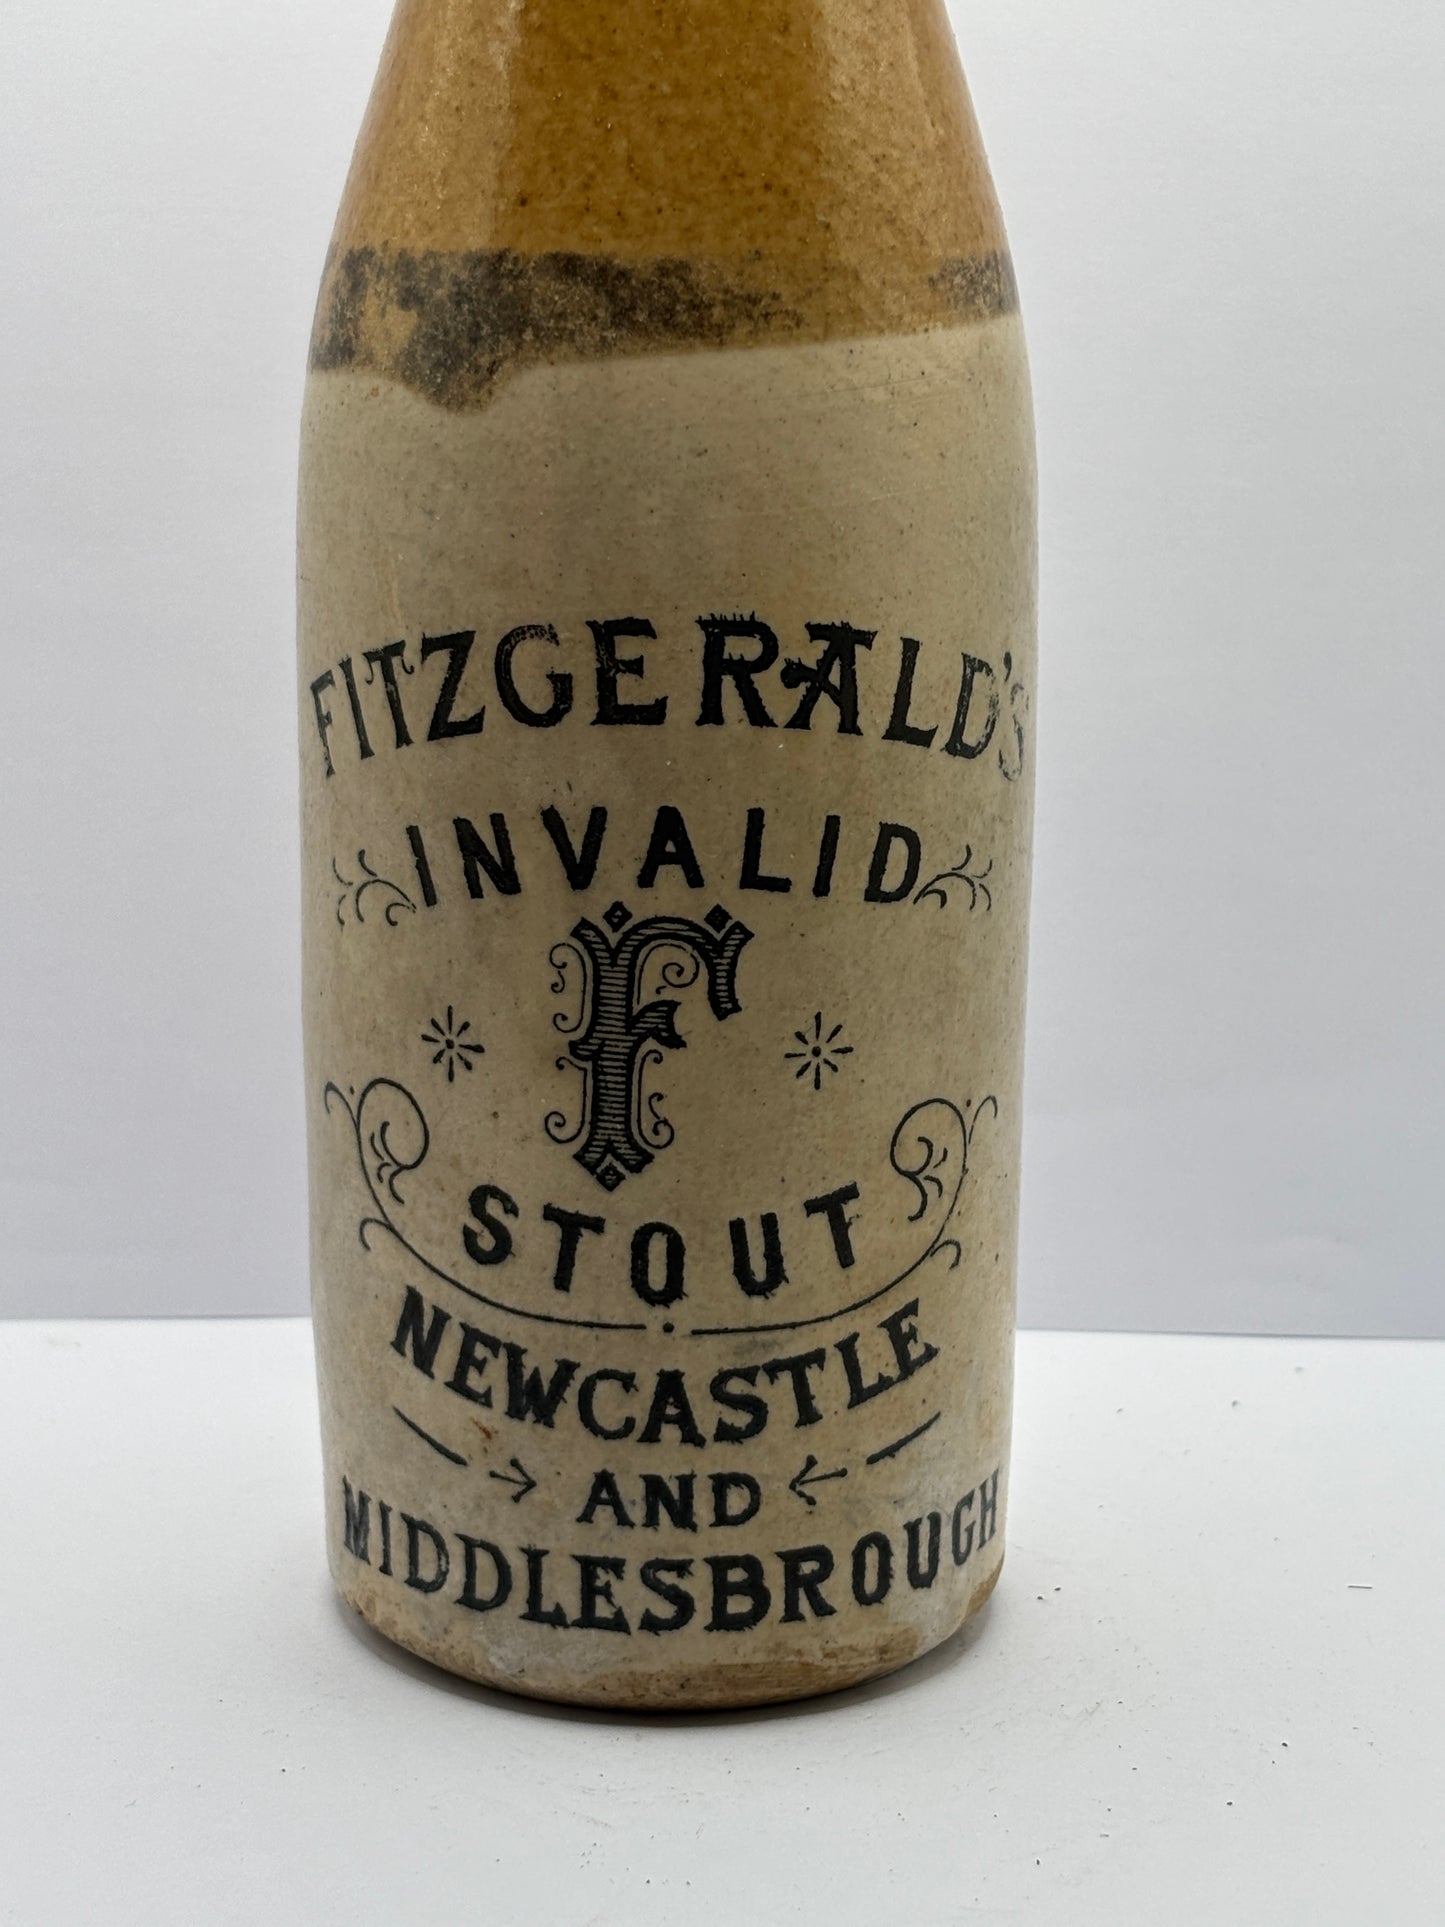 FITZGERALD'S
INVALID
F
STOUT
NEWCASTLE
AND
MIDDLESBROUGH